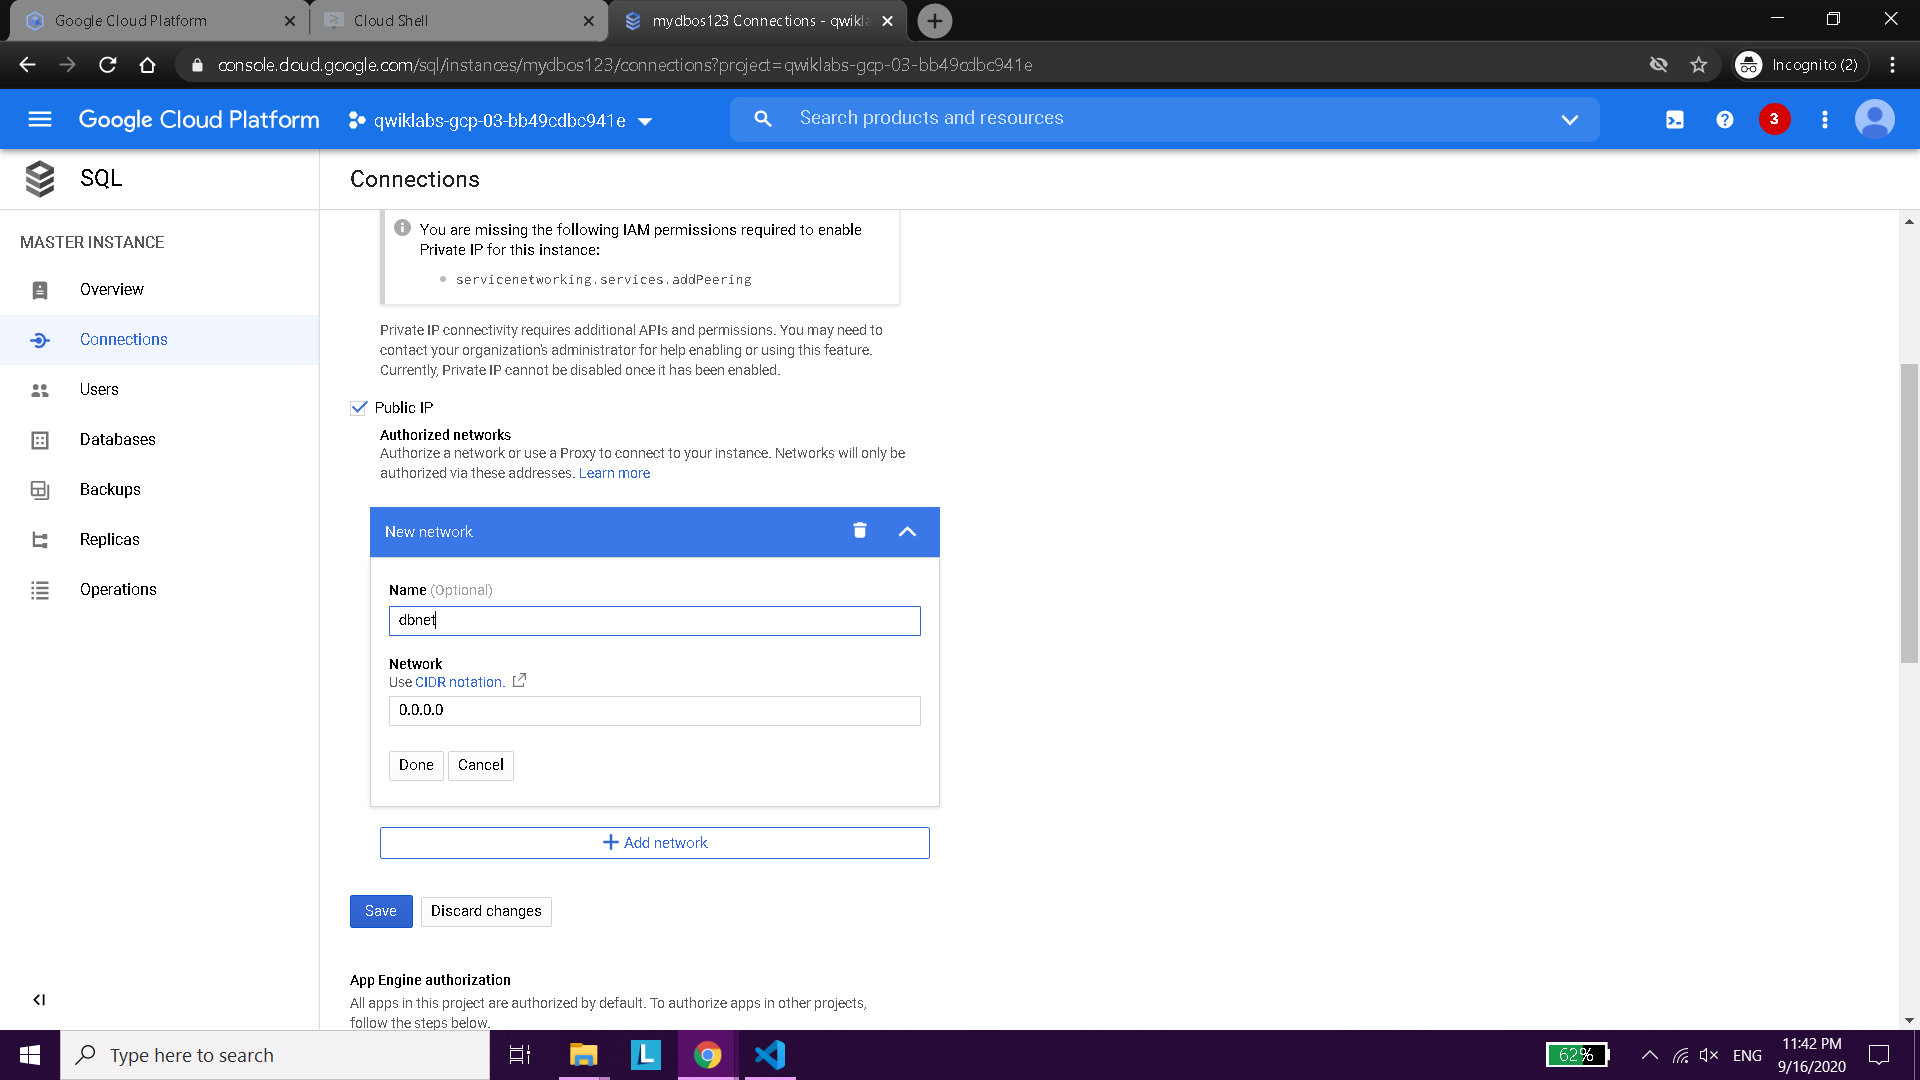 Google Cloud Platform
Cloud Shell
mydbos123 Connections - qwikla
console.cloud.google.com/sql/instances/mydbos123/connections?project=qwiklabs-gcp-03-bb49cdbc941e
Incognito (2)
Google Cloud Platform
qwiklabs-gcp-03-bb49cdbc941e
Search products and resources
3
SQL
Connections
MASTER INSTANCE
Overview
Connections
Users
Databases
Backups
Replicas
Operations
You are missing the following IAM permissions required to enable
Private IP for this instance:
servicenetworking.services.addPeering
Private IP connectivity requires additional APIs and permissions. You may need to
contact your organization's administrator for help enabling or using this feature.
Currently, Private IP cannot be disabled once it has been enabled.
Public IP
Authorized networks
Authorize a network or use a Proxy to connect to your instance. Networks will only be
authorized via these addresses. Learn more
New network
Name (Optional)
dbnet
Network
Use CIDR notation.
0.0.0.0
Done Cancel
Add network
Save Discard changes
App Engine authorization
All apps in this project are authorized by default. To authorize apps in other projects,
follow the steps below.
Type here to search
L
62%
ENG
11:42 PM
9/16/2020